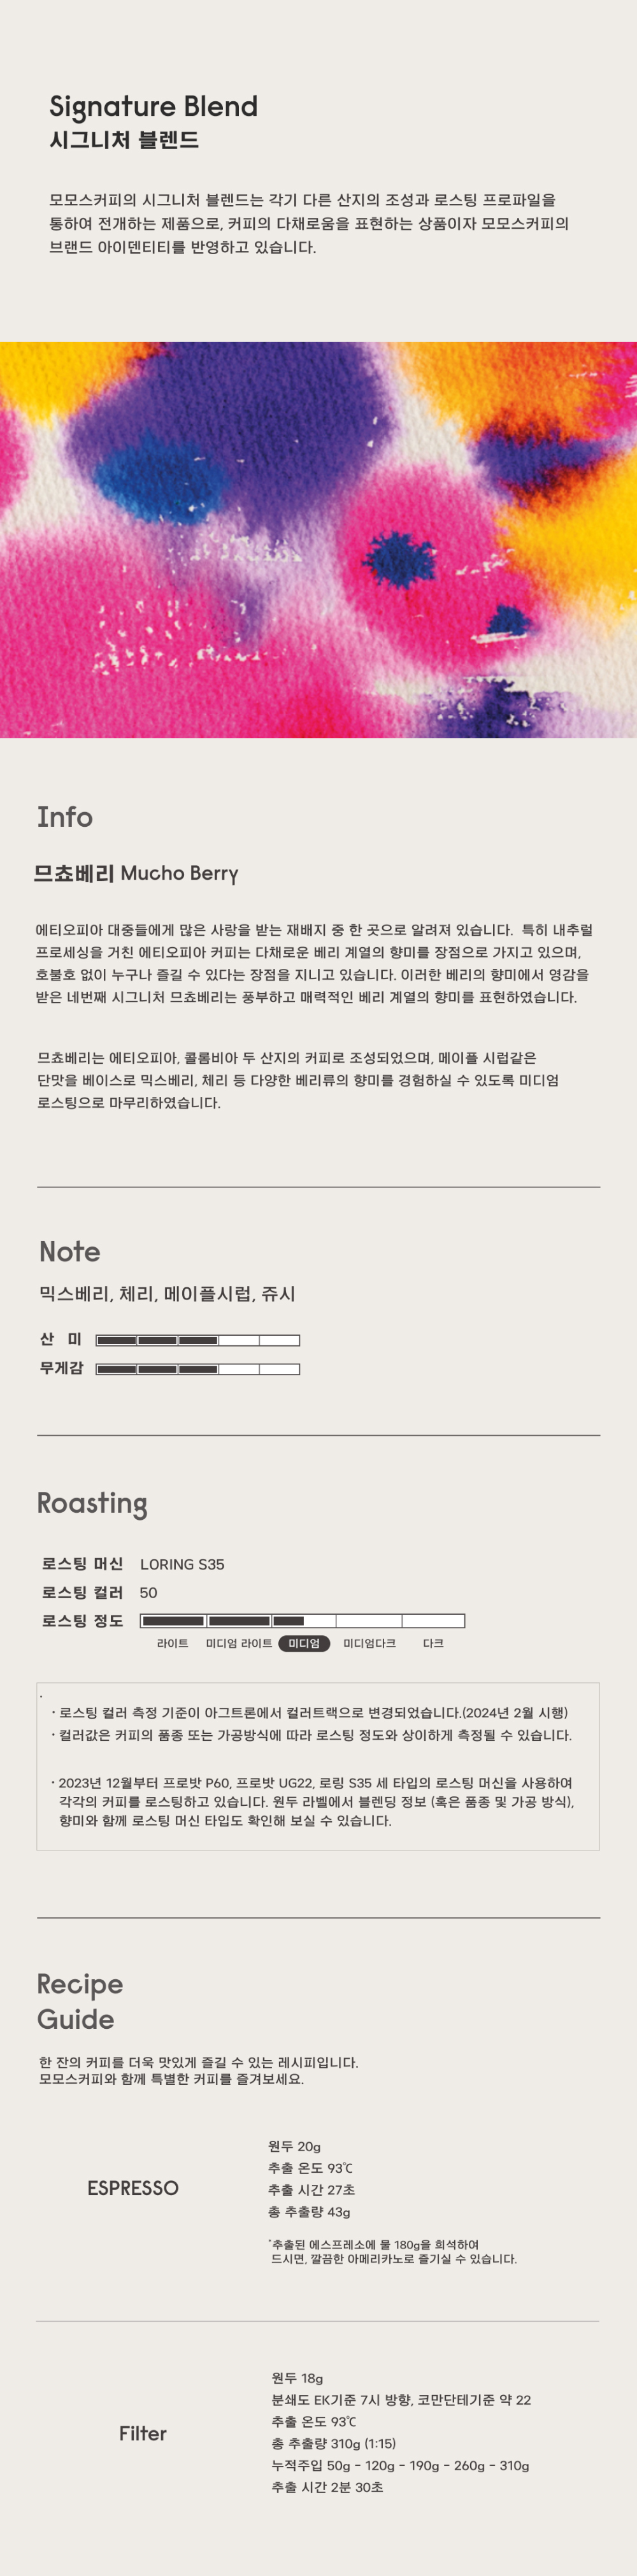 Signature Blend
시그니처 블렌드
모모스커피의 시그니처 블렌드는 각기 다른 산지의 조성과 로스팅 프로파일을
통하여 전개하는 제품으로, 커피의 다채로움을 표현하는 상품이자 모모스커피의
브랜드 아이덴티티를 반영하고 있습니다.
Info
므쵸베리 Mucho Berry
에티오피아 대중들에게 많은 사랑을 받는 재배지 중 한 곳으로 알려져 있습니다. 특히 내추럴
프로세싱을 거친 에티오피아 커피는 다채로운 베리 계열의 향미를 장점으로 가지고 있으며,
호불호 없이 누구나 즐길 수 있다는 장점을 지니고 있습니다. 이러한 베리의 향미에서 영감을
받은 네번째 시그니처 므쵸베리는 풍부하고 매력적인 베리 계열의 향미를 표현하였습니다.
므쵸베리는 에티오피아, 콜롬비아 두 산지의 커피로 조성되었으며, 메이플 시럽같은
단맛을 베이스로 믹스베리, 체리 등 다양한 베리류의 향미를 경험하실 수 있도록 미디엄
로스팅으로 마무리하였습니다.
Note
믹스베리, 체리, 메이플시럽, 쥬시
산 미
무게감
Roasting
로스팅 머신 LORING S35
로스팅 컬러 50
로스팅 정도
라이트 미디엄 라이트 미디엄 미디엄다크 다크
· 로스팅 컬러 측정 기준이 아그트론에서 컬러트랙으로 변경되었습니다.(2024년 2월 시행)
· 컬러값은 커피의 품종 또는 가공방식에 따라 로스팅 정도와 상이하게 측정될 수 있습니다.
· 2023년 12월부터 프로밧 P60, 프로밧 UG22, 로링 S35 세 타입의 로스팅 머신을 사용하여
각각의 커피를 로스팅하고 있습니다. 원두 라벨에서 블렌딩 정보 (혹은 품종 및 가공 방식),
향미와 함께 로스팅 머신 타입도 확인해 보실 수 있습니다.
Recipe
Guide
한 잔의 커피를 더욱 맛있게 즐길 수 있는 레시피입니다.
모모스커피와 함께 특별한 커피를 즐겨보세요.
ESPRESSO
원두 20g
추출 온도 93℃
추출 시간 27초
총 추출량 43g
*추출된 에스프레소에 물 180g을 희석하여
드시면, 깔끔한 아메리카노로 즐기실 수 있습니다.
Filter
원두 18g
분쇄도 EK기준 7시 방향, 코만단테기준 약 22
추출 온도 93℃
총 추출량 310g (1:15)
누적주입 50g - 120g - 190g - 260g - 310g
추출 시간 2분 30초